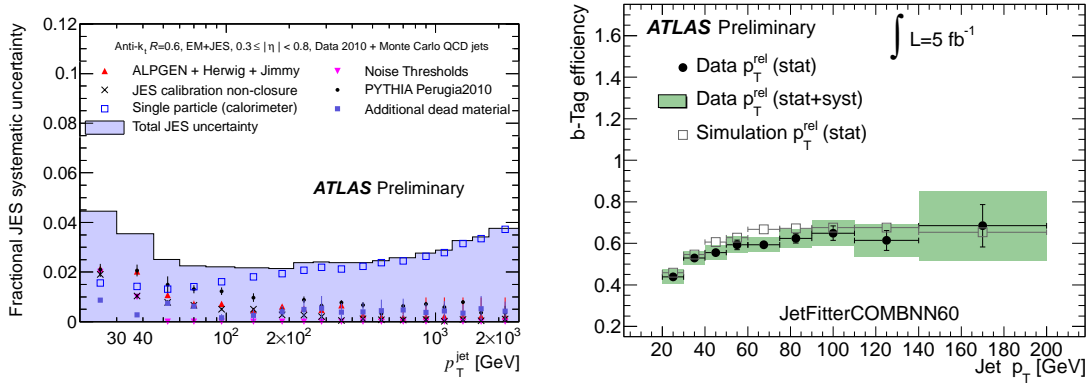 Fractional JES systematic uncertainty
0.12
0.1
0.08
0.06
0.04
0.02
0
Anti-kₜ R=0.6, EM+JES, 0.3 ≤ |η| < 0.8, Data 2010 + Monte Carlo QCD jets
ALPGEN + Herwig + Jimmy
Noise Thresholds
JES calibration non-closure
PYTHIA Perugia2010
Single particle (calorimeter)
Additional dead material
Total JES uncertainty
ATLAS Preliminary
30 40 10² 2×10² 10³ 2×10³
p_T^jet [GeV]
b-Tag efficiency
1.6
1.4
1.2
1
0.8
0.6
0.4
0.2
ATLAS Preliminary
∫ L=5 fb⁻¹
Data p_T^rel (stat)
Data p_T^rel (stat+syst)
Simulation p_T^rel (stat)
JetFitterCOMBNN60
20 40 60 80 100 120 140 160 180 200
Jet p_T [GeV]